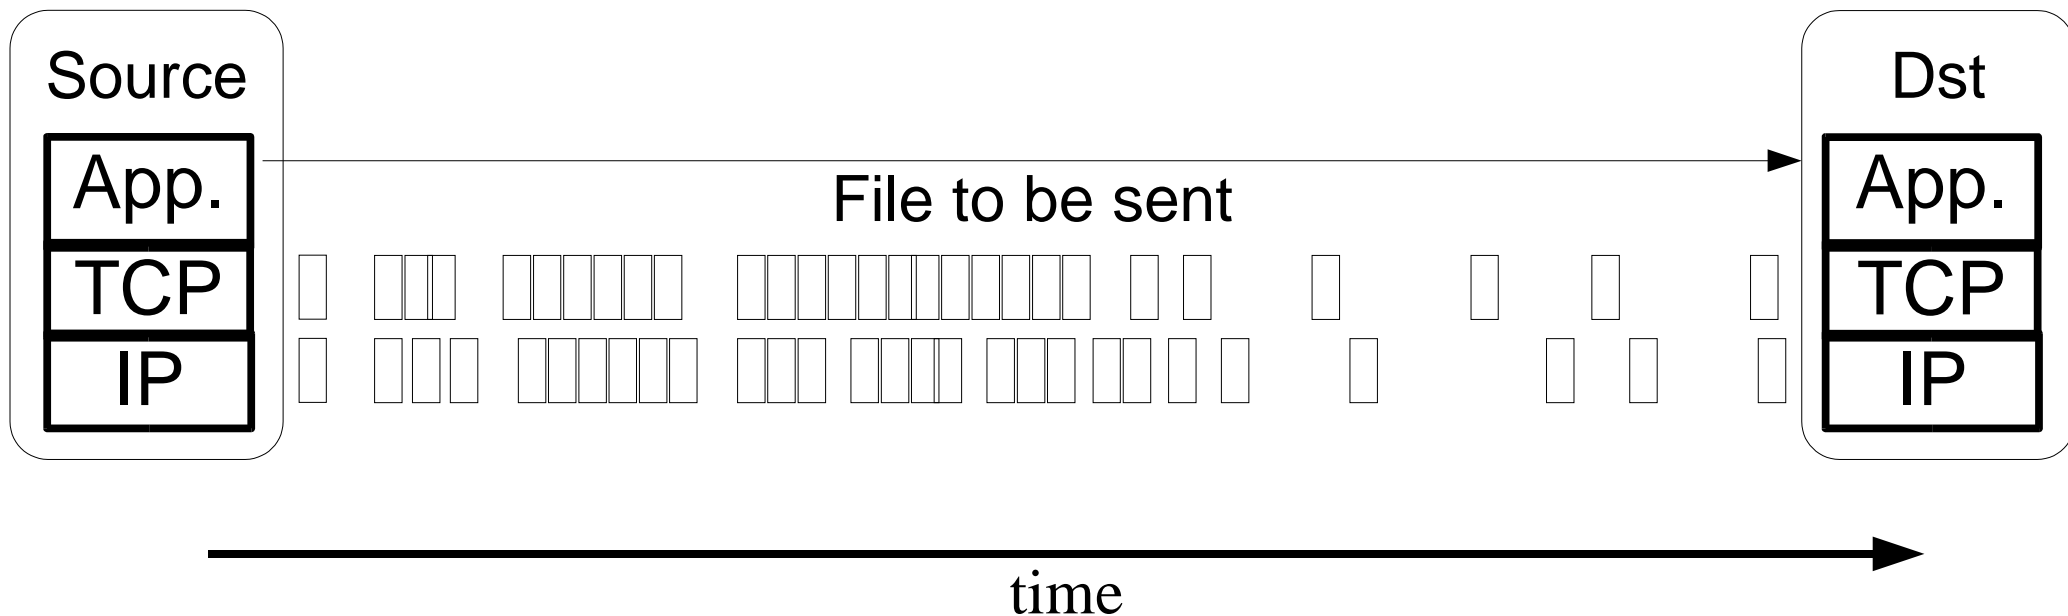 Source
App.
TCP
IP
File to be sent
Dst
App.
TCP
IP
time